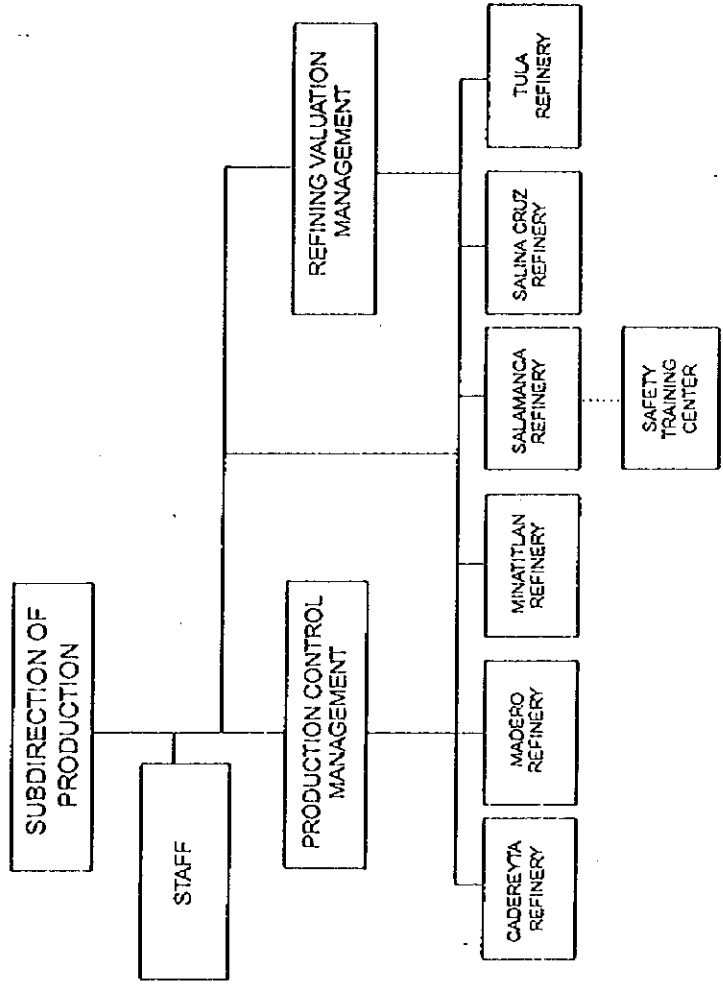 SUBDIRECTION OF
PRODUCTION
STAFF
PRODUCTION CONTROL
MANAGEMENT
REFINING VALUATION
MANAGEMENT
CADEREYTA
REFINERY
MADERO
REFINERY
MINATITLAN
REFINERY
SALAMANCA
REFINERY
SALINA CRUZ
REFINERY
TULA
REFINERY
SAFETY
TRAINING
CENTER